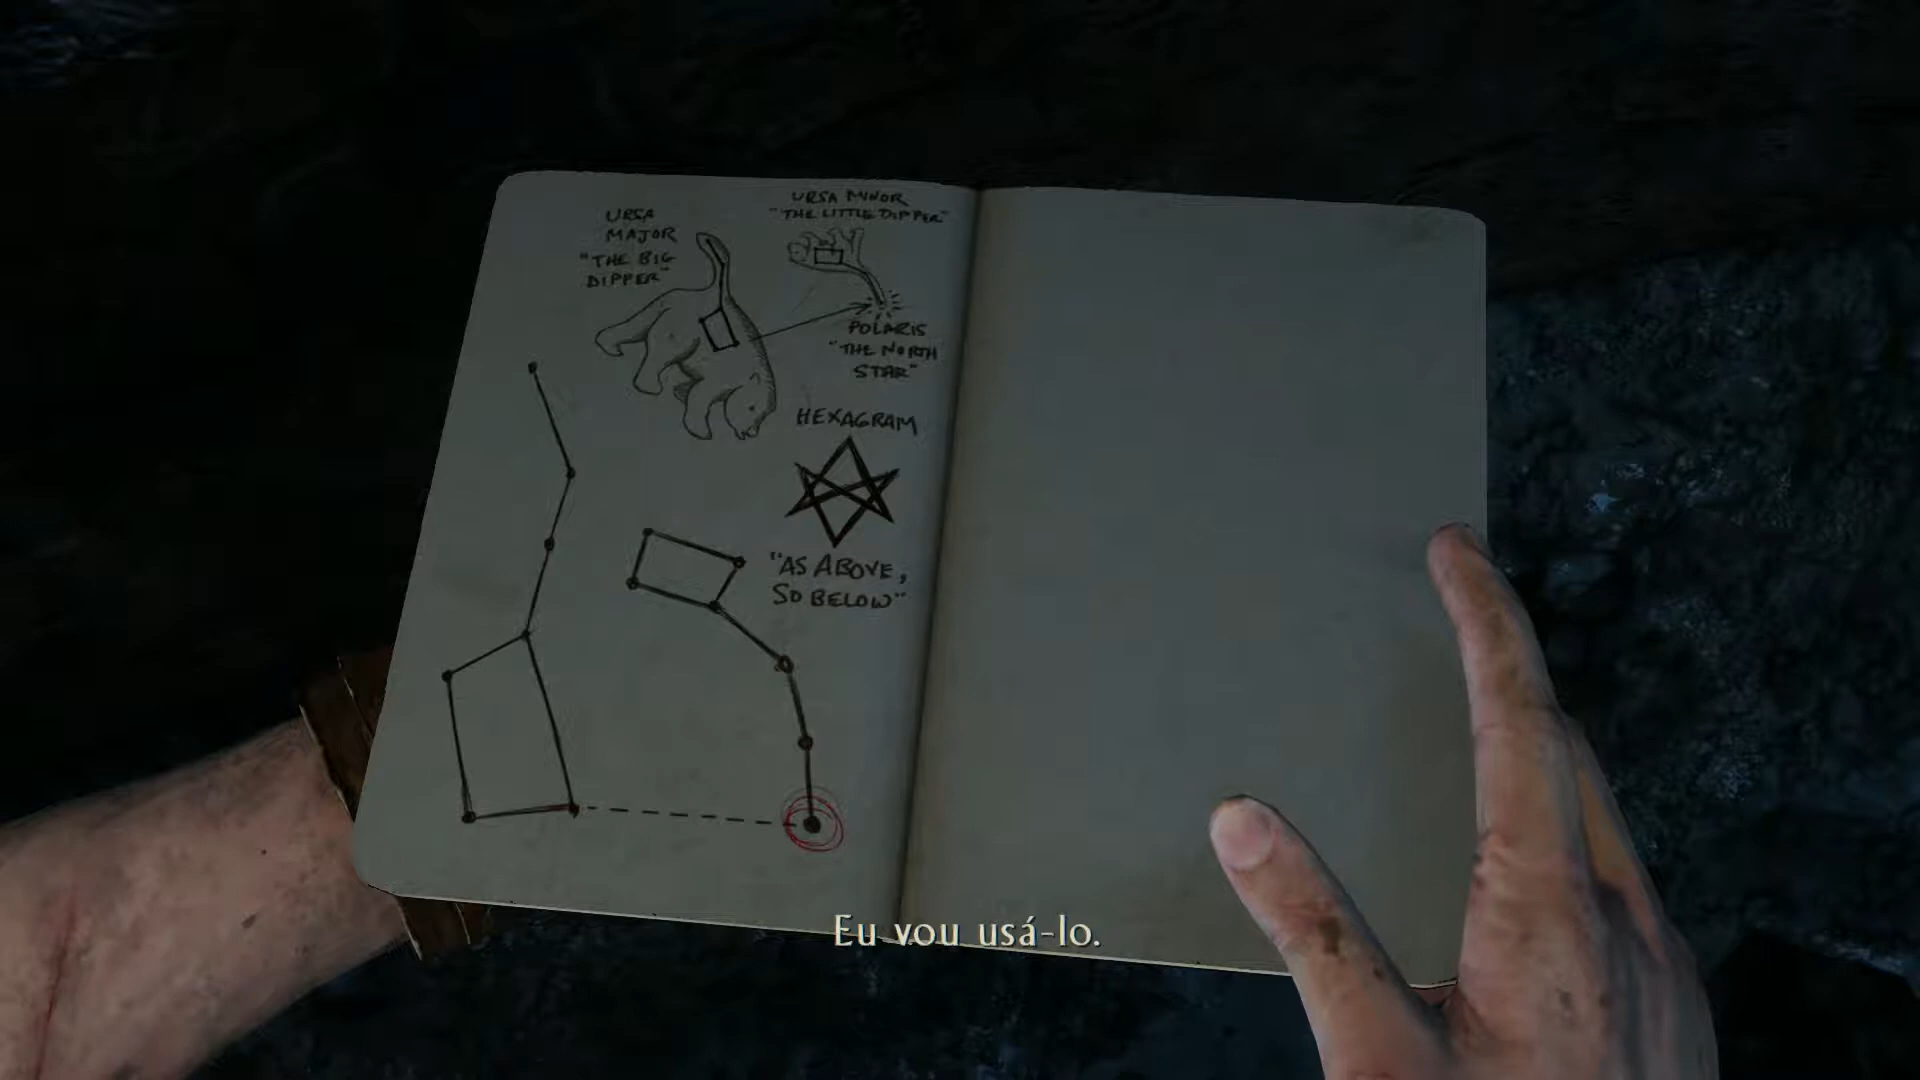 URSA
MAJOR
"THE BIG
DIPPER"
URSA MINOR
"THE LITTLE DIPPER"
POLARIS
"THE NORTH
STAR"
HEXAGRAM
"AS ABOVE,
SO BELOW"
Eu vou usá-lo.